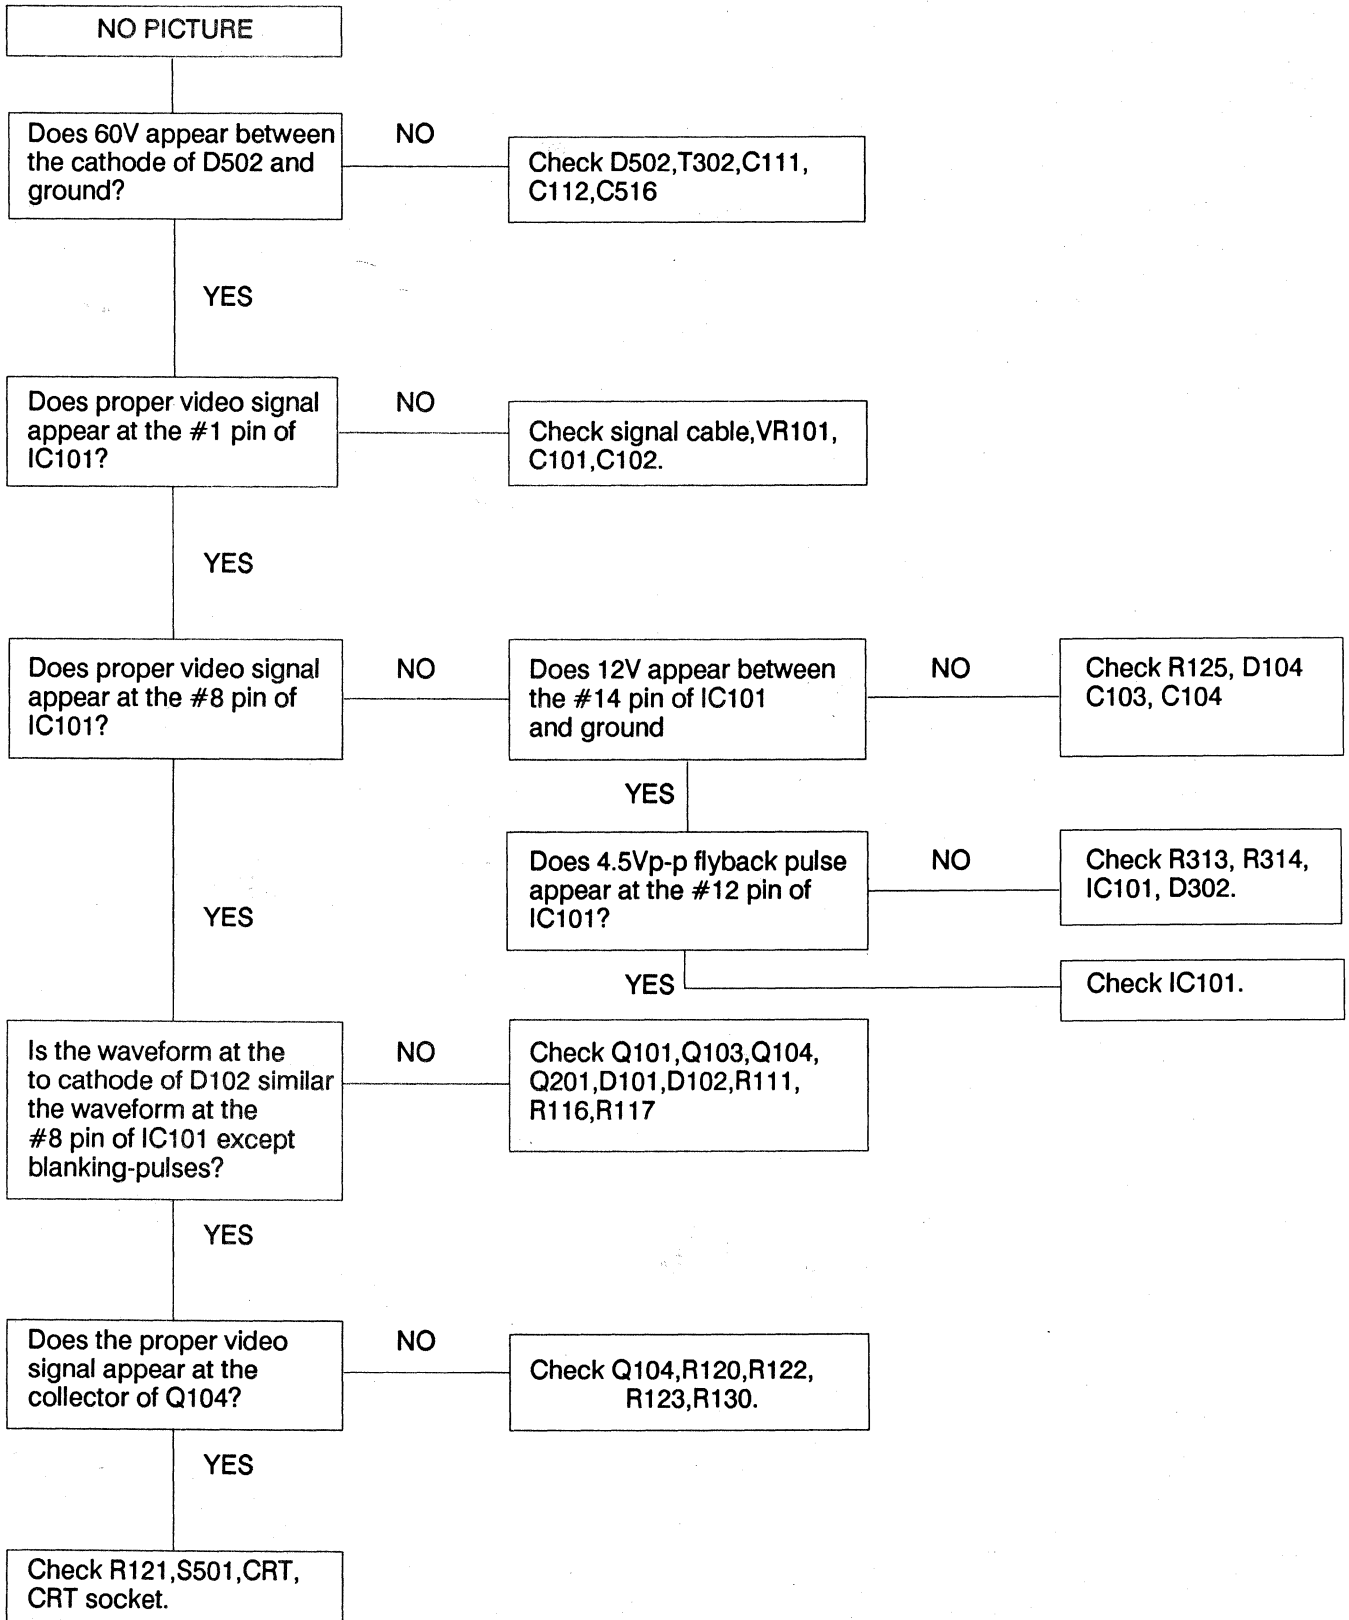 NO PICTURE
Does 60V appear between
the cathode of D502 and
ground?
NO
Check D502,T302,C111,
C112,C516
YES
Does proper video signal
appear at the #1 pin of
IC101?
NO
Check signal cable,VR101,
C101,C102.
YES
Does proper video signal
appear at the #8 pin of
IC101?
NO
Does 12V appear between
the #14 pin of IC101
and ground
NO
Check R125, D104
C103, C104
YES
Does 4.5Vp-p flyback pulse
appear at the #12 pin of
IC101?
NO
Check R313, R314,
IC101, D302.
YES
Check IC101.
YES
Is the waveform at the
to cathode of D102 similar
the waveform at the
#8 pin of IC101 except
blanking-pulses?
NO
Check Q101,Q103,Q104,
Q201,D101,D102,R111,
R116,R117
YES
Does the proper video
signal appear at the
collector of Q104?
NO
Check Q104,R120,R122,
R123,R130.
YES
Check R121,S501,CRT,
CRT socket.